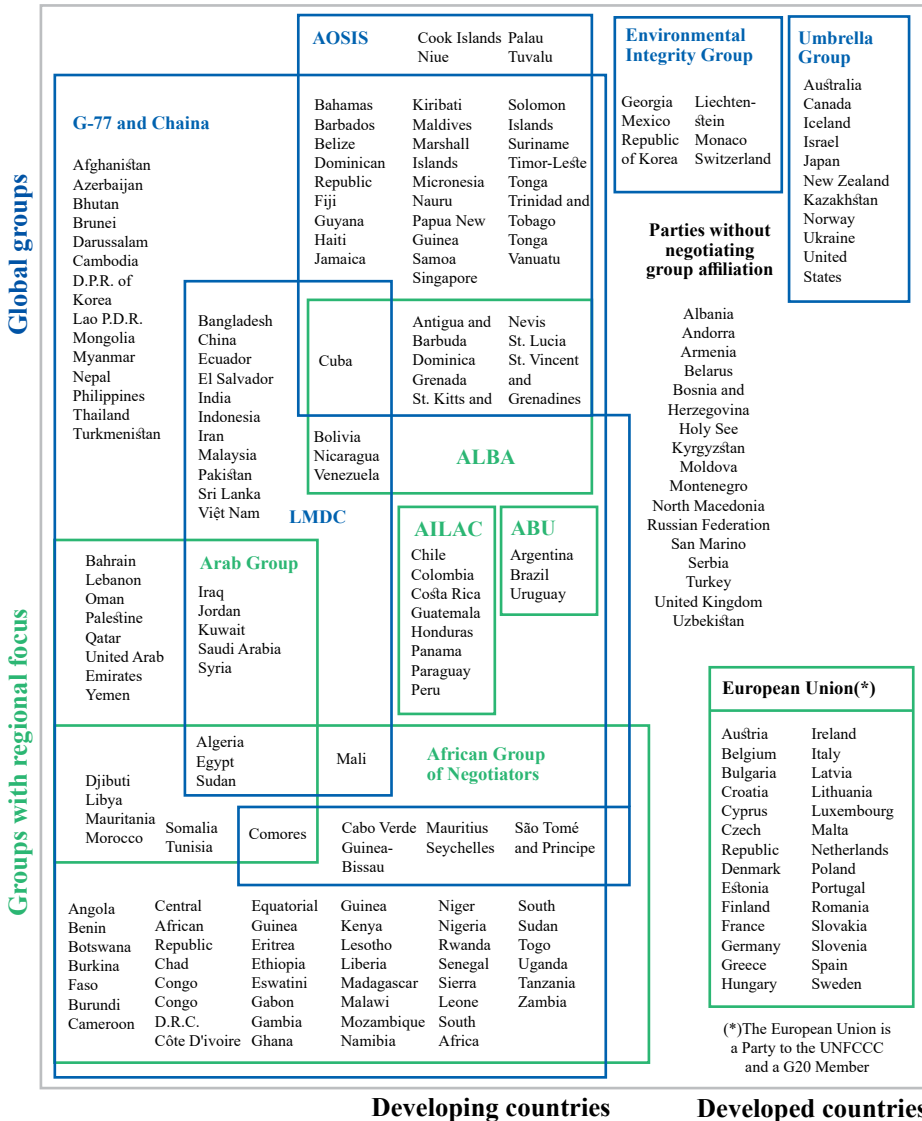 Global groups
Groups with regional focus
AOSIS
Cook Islands
Niue
Palau
Tuvalu
G-77 and Chaina
Afghanistan
Azerbaijan
Bhutan
Brunei
Darussalam
Cambodia
D.P.R. of
Korea
Lao P.D.R.
Mongolia
Myanmar
Nepal
Philippines
Thailand
Turkmenistan
Bahamas
Barbados
Belize
Dominican
Republic
Fiji
Guyana
Haiti
Jamaica
Kiribati
Maldives
Marshall
Islands
Micronesia
Nauru
Papua New
Guinea
Samoa
Singapore
Solomon
Islands
Suriname
Timor-Leste
Tonga
Trinidad and
Tobago
Tonga
Vanuatu
Environmental
Integrity Group
Georgia
Mexico
Republic
of Korea
Liechten-
stein
Monaco
Switzerland
Umbrella
Group
Australia
Canada
Iceland
Israel
Japan
New Zealand
Kazakhstan
Norway
Ukraine
United
States
Parties without
negotiating
group affiliation
Albania
Andorra
Armenia
Belarus
Bosnia and
Herzegovina
Holy See
Kyrgyzstan
Moldova
Montenegro
North Macedonia
Russian Federation
San Marino
Serbia
Turkey
United Kingdom
Uzbekistan
Bangladesh
China
Ecuador
El Salvador
India
Indonesia
Iran
Malaysia
Pakistan
Sri Lanka
Việt Nam
LMDC
Cuba
Antigua and
Barbuda
Dominica
Grenada
St. Kitts and
Nevis
St. Lucia
St. Vincent
and
Grenadines
Bolivia
Nicaragua
Venezuela
ALBA
AILAC
Chile
Colombia
Costa Rica
Guatemala
Honduras
Panama
Paraguay
Peru
ABU
Argentina
Brazil
Uruguay
Bahrain
Lebanon
Oman
Palestine
Qatar
United Arab
Emirates
Yemen
Arab Group
Iraq
Jordan
Kuwait
Saudi Arabia
Syria
Algeria
Egypt
Sudan
Mali
African Group
of Negotiators
Djibuti
Libya
Mauritania
Morocco
Somalia
Tunisia
Comores
Cabo Verde
Guinea-
Bissau
Mauritius
Seychelles
São Tomé
and Principe
Angola
Benin
Botswana
Burkina
Faso
Burundi
Cameroon
Central
African
Republic
Chad
Congo
Congo
D.R.C.
Côte D'ivoire
Equatorial
Guinea
Eritrea
Ethiopia
Eswatini
Gabon
Gambia
Ghana
Guinea
Kenya
Lesotho
Liberia
Madagascar
Malawi
Mozambique
Namibia
Niger
Nigeria
Rwanda
Senegal
Sierra
Leone
South
Africa
South
Sudan
Togo
Uganda
Tanzania
Zambia
European Union(*)
Austria
Belgium
Bulgaria
Croatia
Cyprus
Czech
Republic
Denmark
Estonia
Finland
France
Germany
Greece
Hungary
Ireland
Italy
Latvia
Lithuania
Luxembourg
Malta
Netherlands
Poland
Portugal
Romania
Slovakia
Slovenia
Spain
Sweden
(*)The European Union is
a Party to the UNFCCC
and a G20 Member
Developing countries
Developed countries